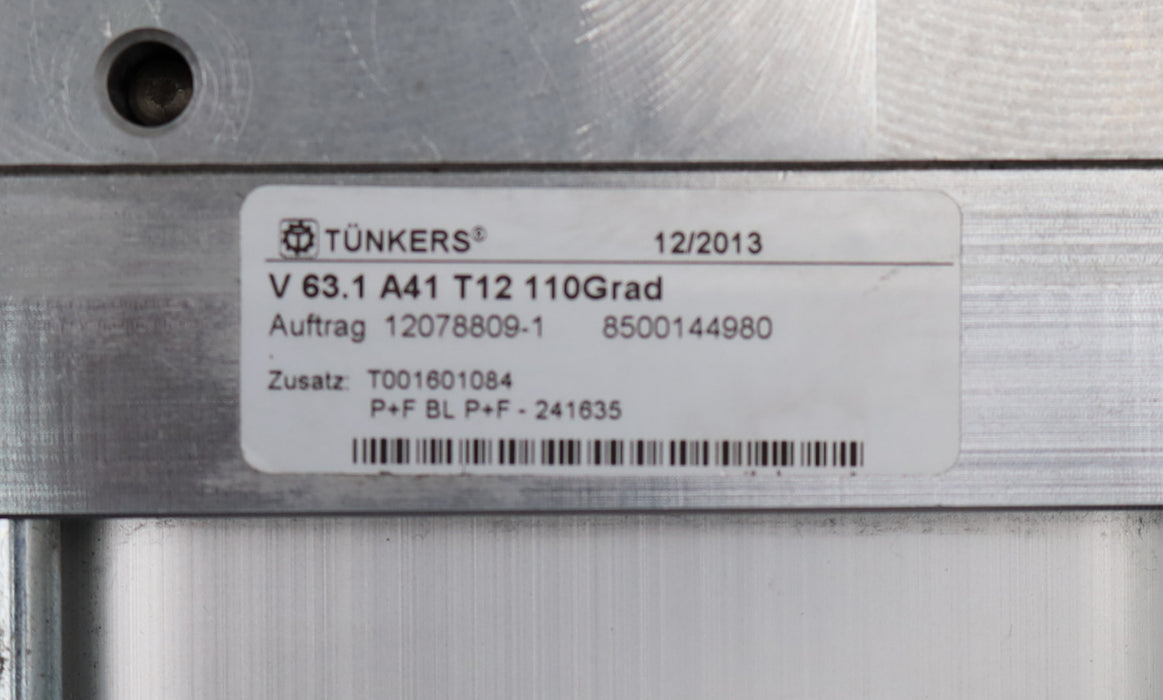 TÜNKERS® 12/2013
V 63.1 A41 T12 110Grad
Auftrag 12078809-1 8500144980
Zusatz: T001601084
P+F BL P+F - 241635